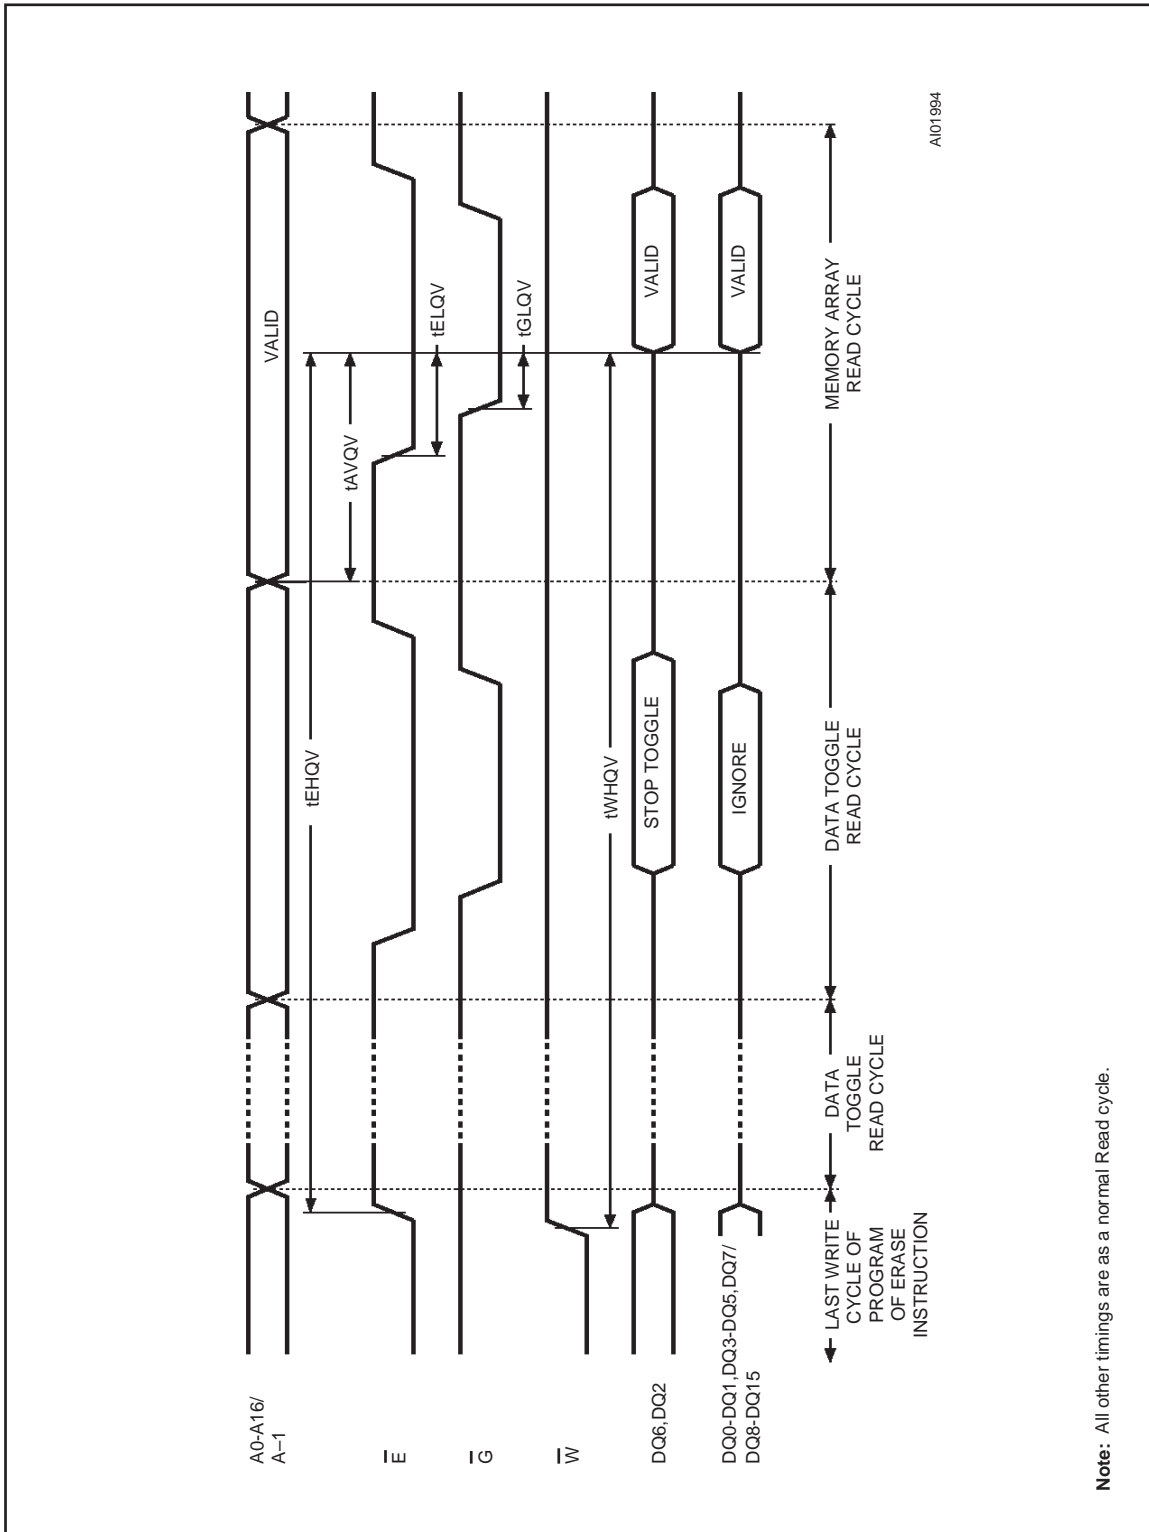 A0-A16/
A–1
VALID
tEHQV
tAVQV
E
tELQV
G
tGLQV
W
tWHQV
DQ6,DQ2
STOP TOGGLE
VALID
DQ0-DQ1,DQ3-DQ5,DQ7/
DQ8-DQ15
IGNORE
VALID
LAST WRITE
CYCLE OF
PROGRAM
OF ERASE
INSTRUCTION
DATA
TOGGLE
READ CYCLE
DATA TOGGLE
READ CYCLE
MEMORY ARRAY
READ CYCLE
AI01994
Note: All other timings are as a normal Read cycle.